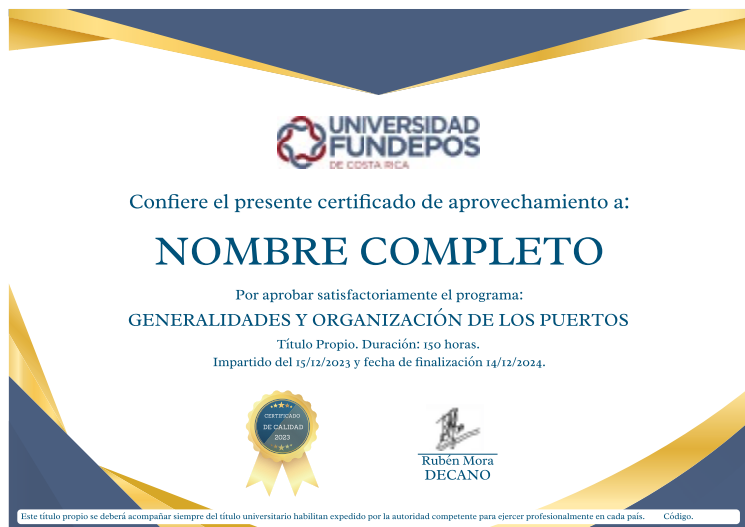 UNIVERSIDAD
FUNDEPOS
DE COSTA RICA
Confiere el presente certificado de aprovechamiento a:
NOMBRE COMPLETO
Por aprobar satisfactoriamente el programa:
GENERALIDADES Y ORGANIZACIÓN DE LOS PUERTOS
Título Propio. Duración: 150 horas.
Impartido del 15/12/2023 y fecha de finalización 14/12/2024.
CERTIFICADO
DE CALIDAD
2023
Rubén Mora
DECANO
Este título propio se deberá acompañar siempre del título universitario habilitan expedido por la autoridad competente para ejercer profesionalmente en cada país. Código.